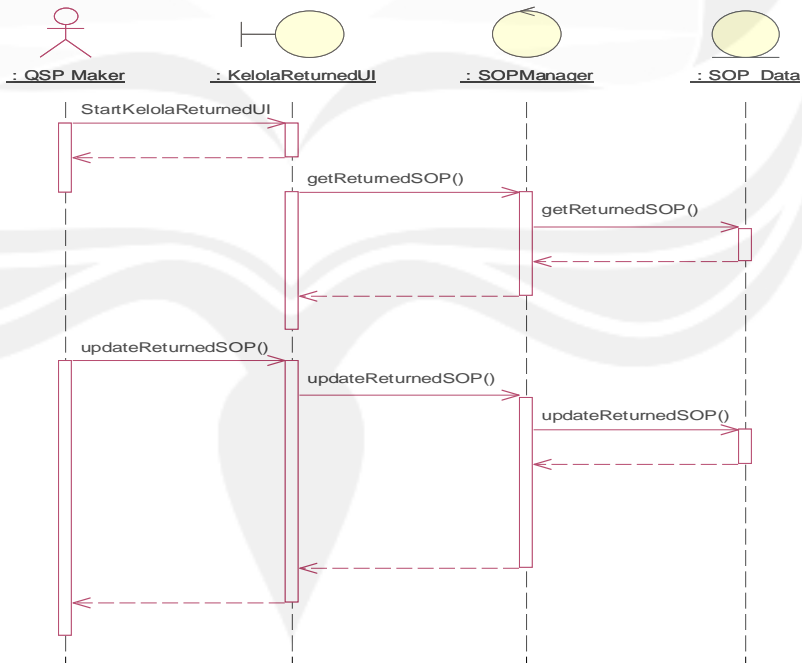 : QSP Maker
: KelolaReturnedUI
: SOPManager
: SOP_Data
StartKelolaReturnedUI
getReturnedSOP()
getReturnedSOP()
updateReturnedSOP()
updateReturnedSOP()
updateReturnedSOP()